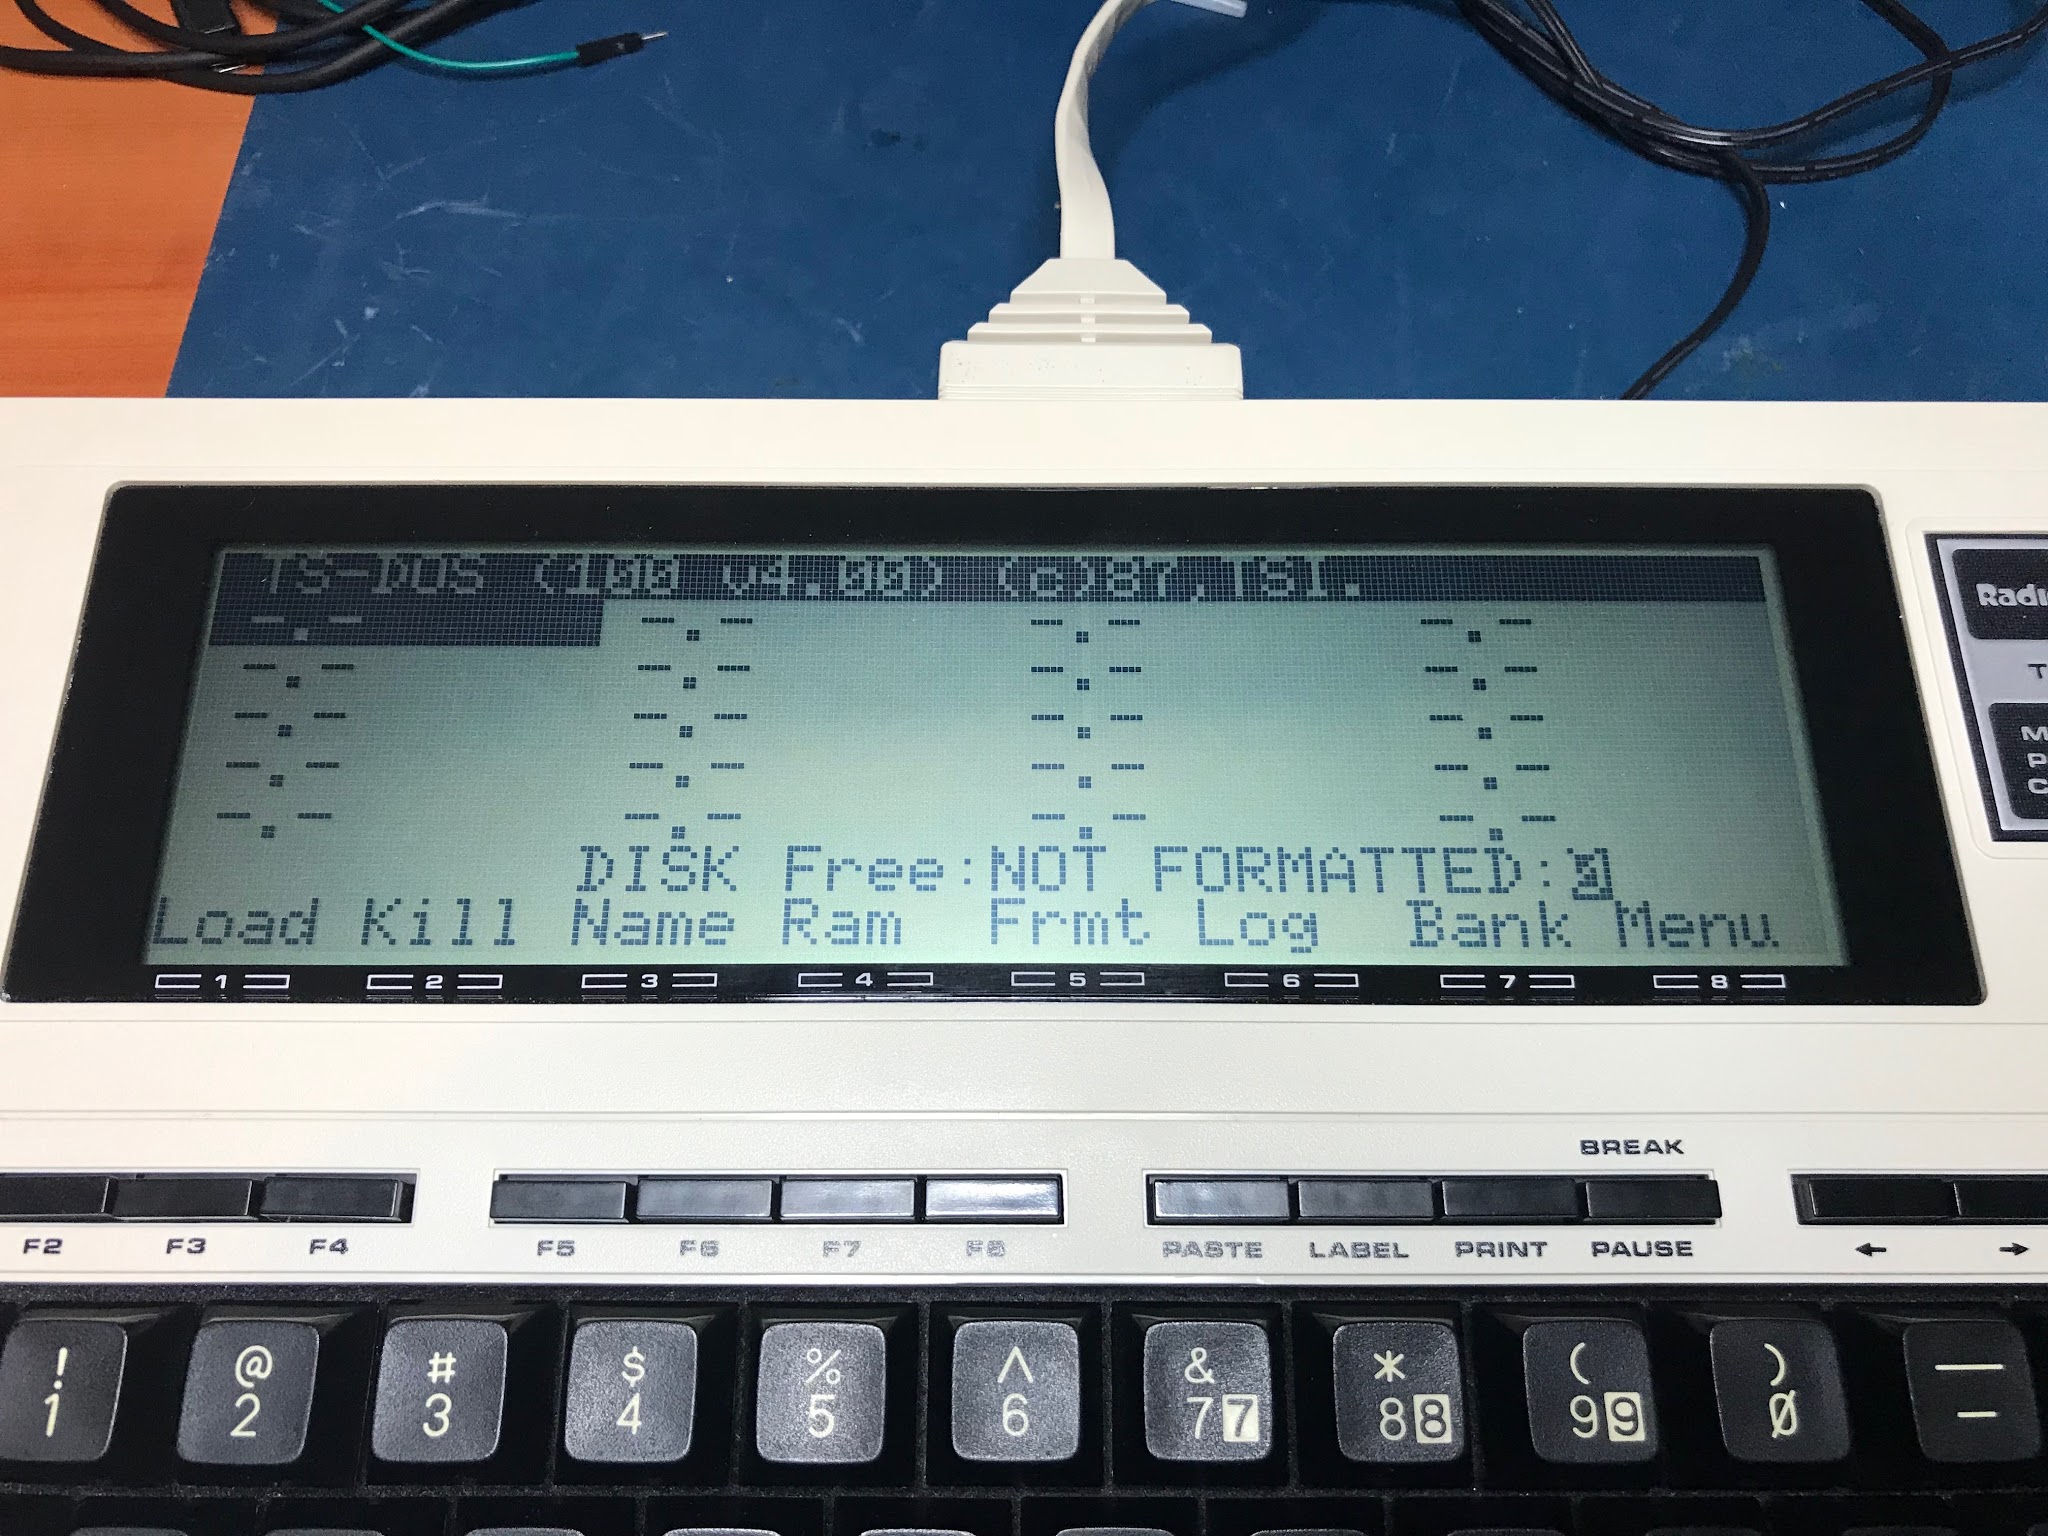 TS-DOS (100 v4.00) (c)87,TSI.
-.- -.- -.- -.-
-.- -.- -.- -.-
-.- -.- -.- -.-
-.- -.- -.- -.-
-.- -.- -.- -.-
DISK Free:NOT FORMATTED:
Load Kill Name Ram Frmt Log Bank Menu
1 2 3 4 5 6 7 8
BREAK
F2 F3 F4 F5 F6 F7 F8 PASTE LABEL PRINT PAUSE ← →
! @ # $ % ^ & * ( ) —
1 2 3 4 5 6 7 7 8 8 9 9 0 -